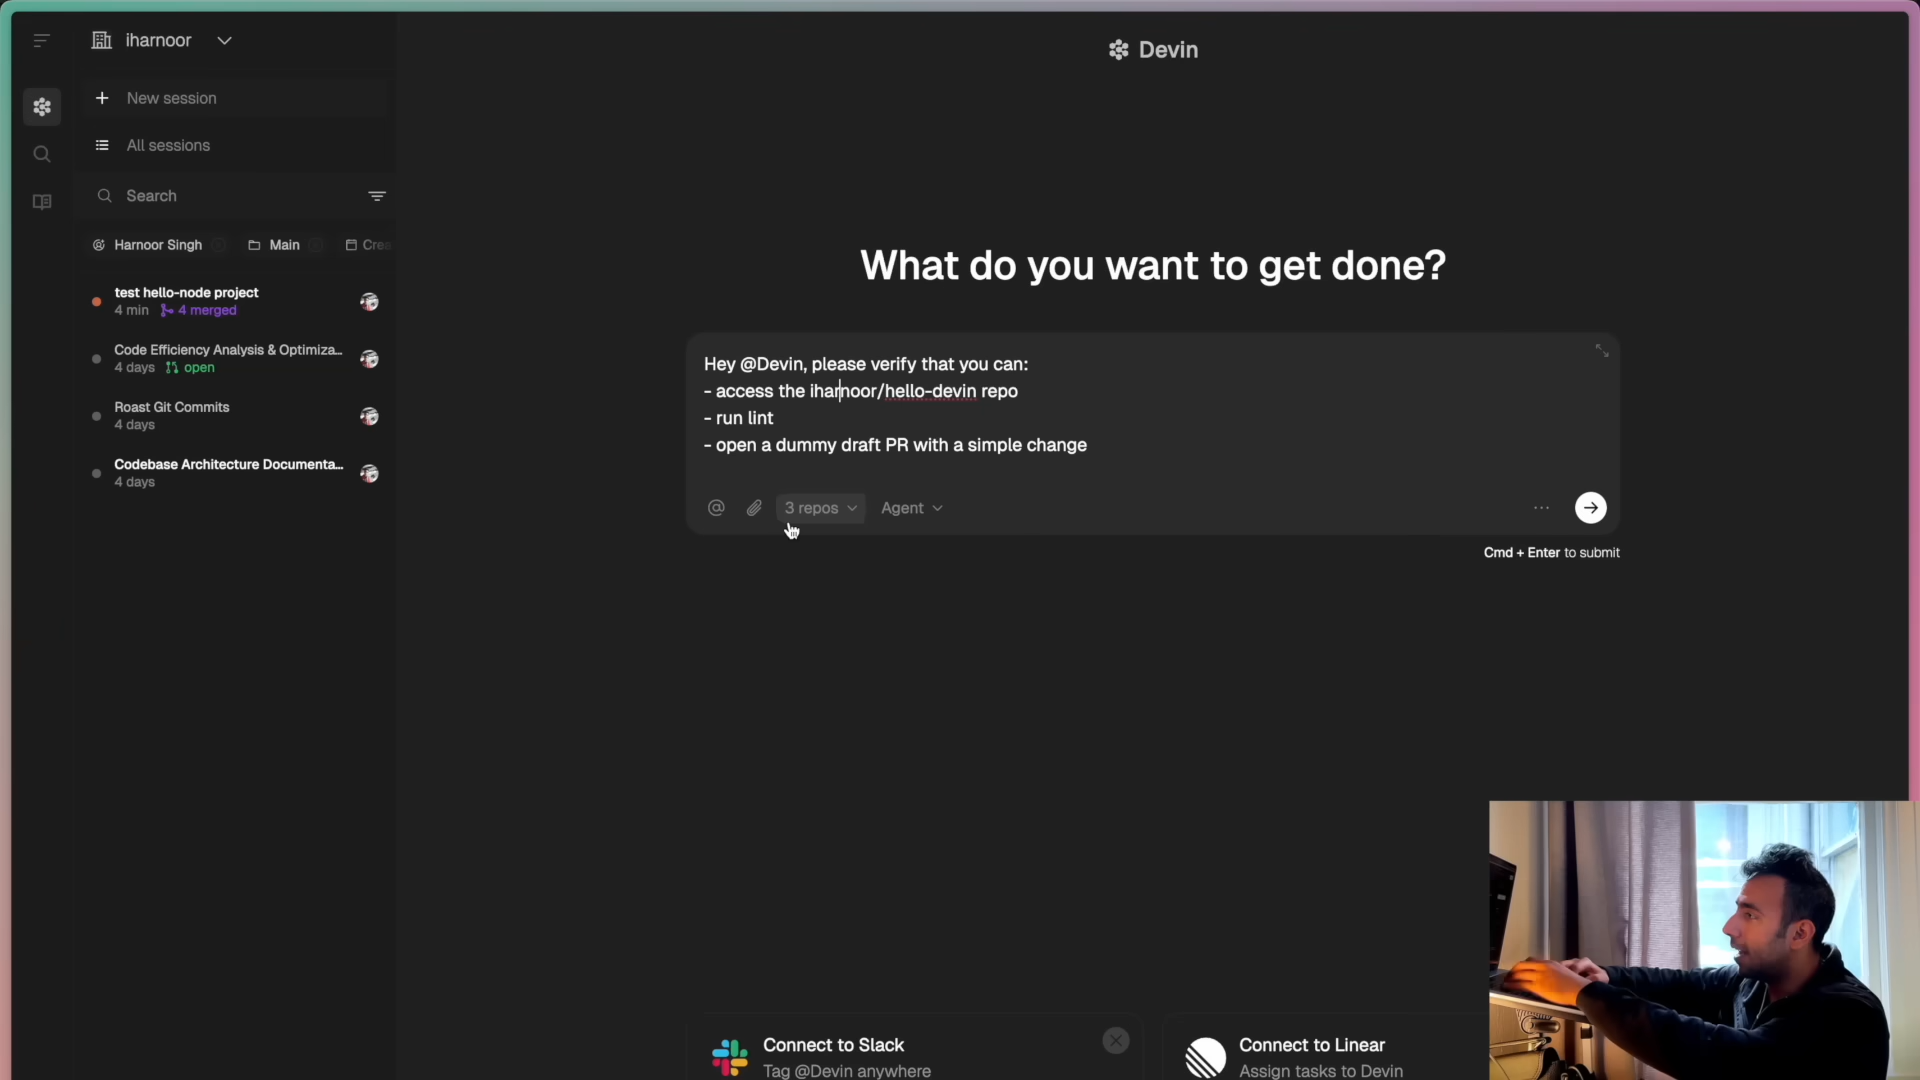 iharnoor
New session
All sessions
Search
Harnoor Singh
Main
Crea
test hello-node project
4 min 4 merged
Code Efficiency Analysis & Optimiza...
4 days open
Roast Git Commits
4 days
Codebase Architecture Documenta...
4 days
Devin
What do you want to get done?
Hey @Devin, please verify that you can:
- access the iharnoor/hello-devin repo
- run lint
- open a dummy draft PR with a simple change
3 repos Agent
Cmd + Enter to submit
Connect to Slack
Tag @Devin anywhere
Connect to Linear
Assign tasks to Devin